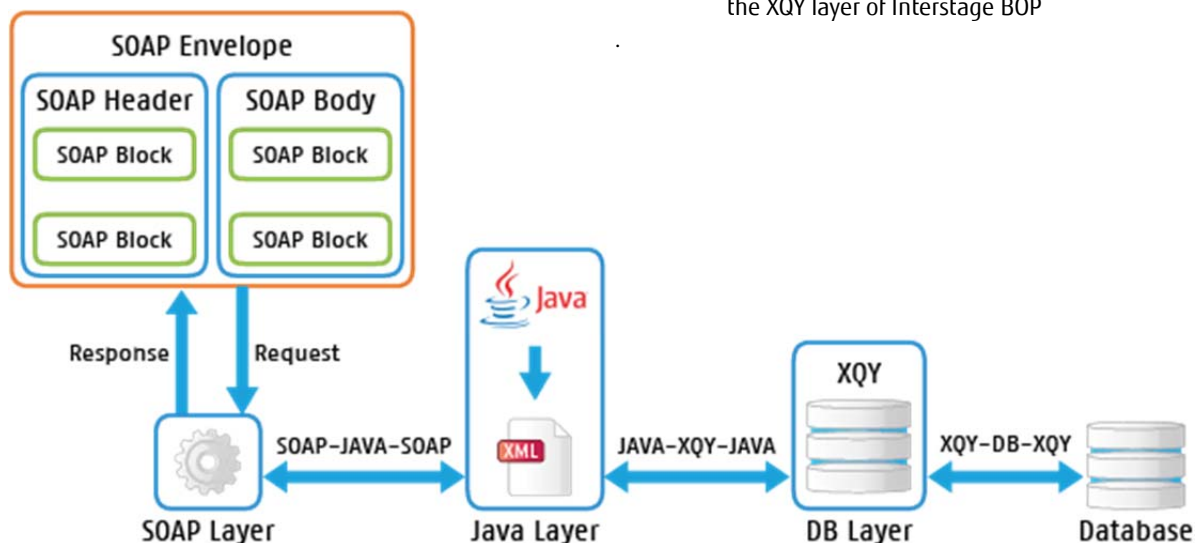 the XQY layer of Interstage BOP
.
SOAP Envelope
SOAP Header
SOAP Body
SOAP Block
SOAP Block
SOAP Block
SOAP Block
Response
Request
Java
XML
XQY
SOAP-JAVA-SOAP
JAVA-XQY-JAVA
XQY-DB-XQY
SOAP Layer
Java Layer
DB Layer
Database